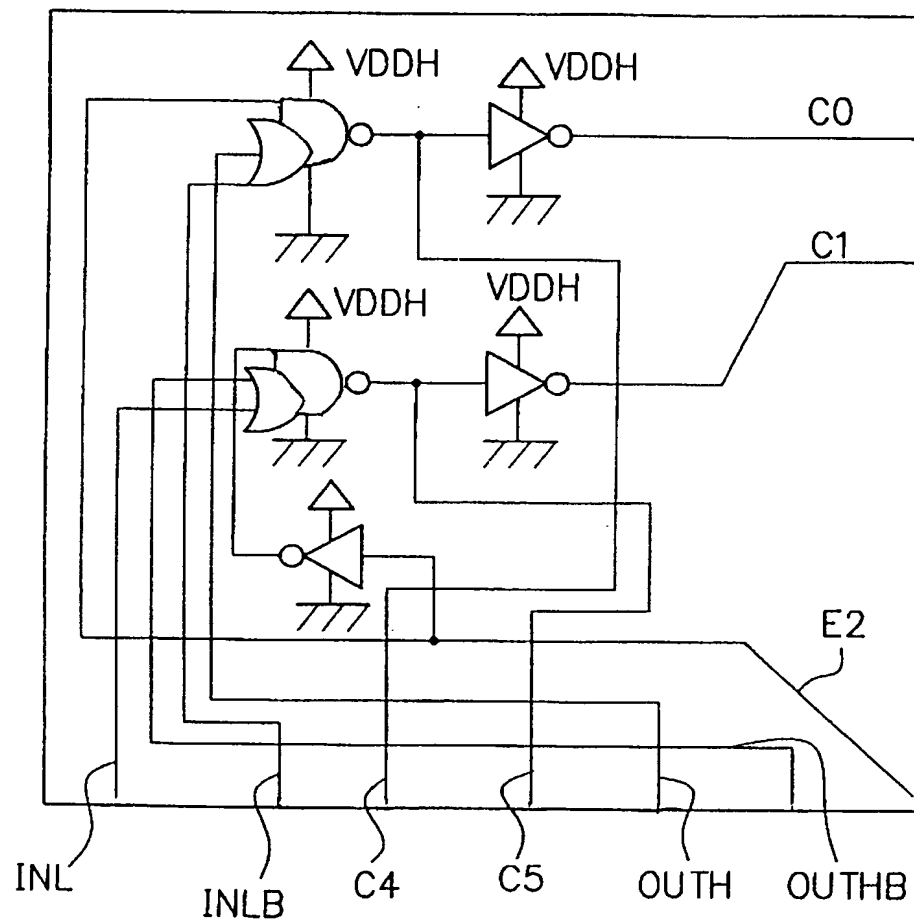 VDDH
VDDH
C0
C1
VDDH
VDDH
E2
INL
INLB
C4
C5
OUTH
OUTHB